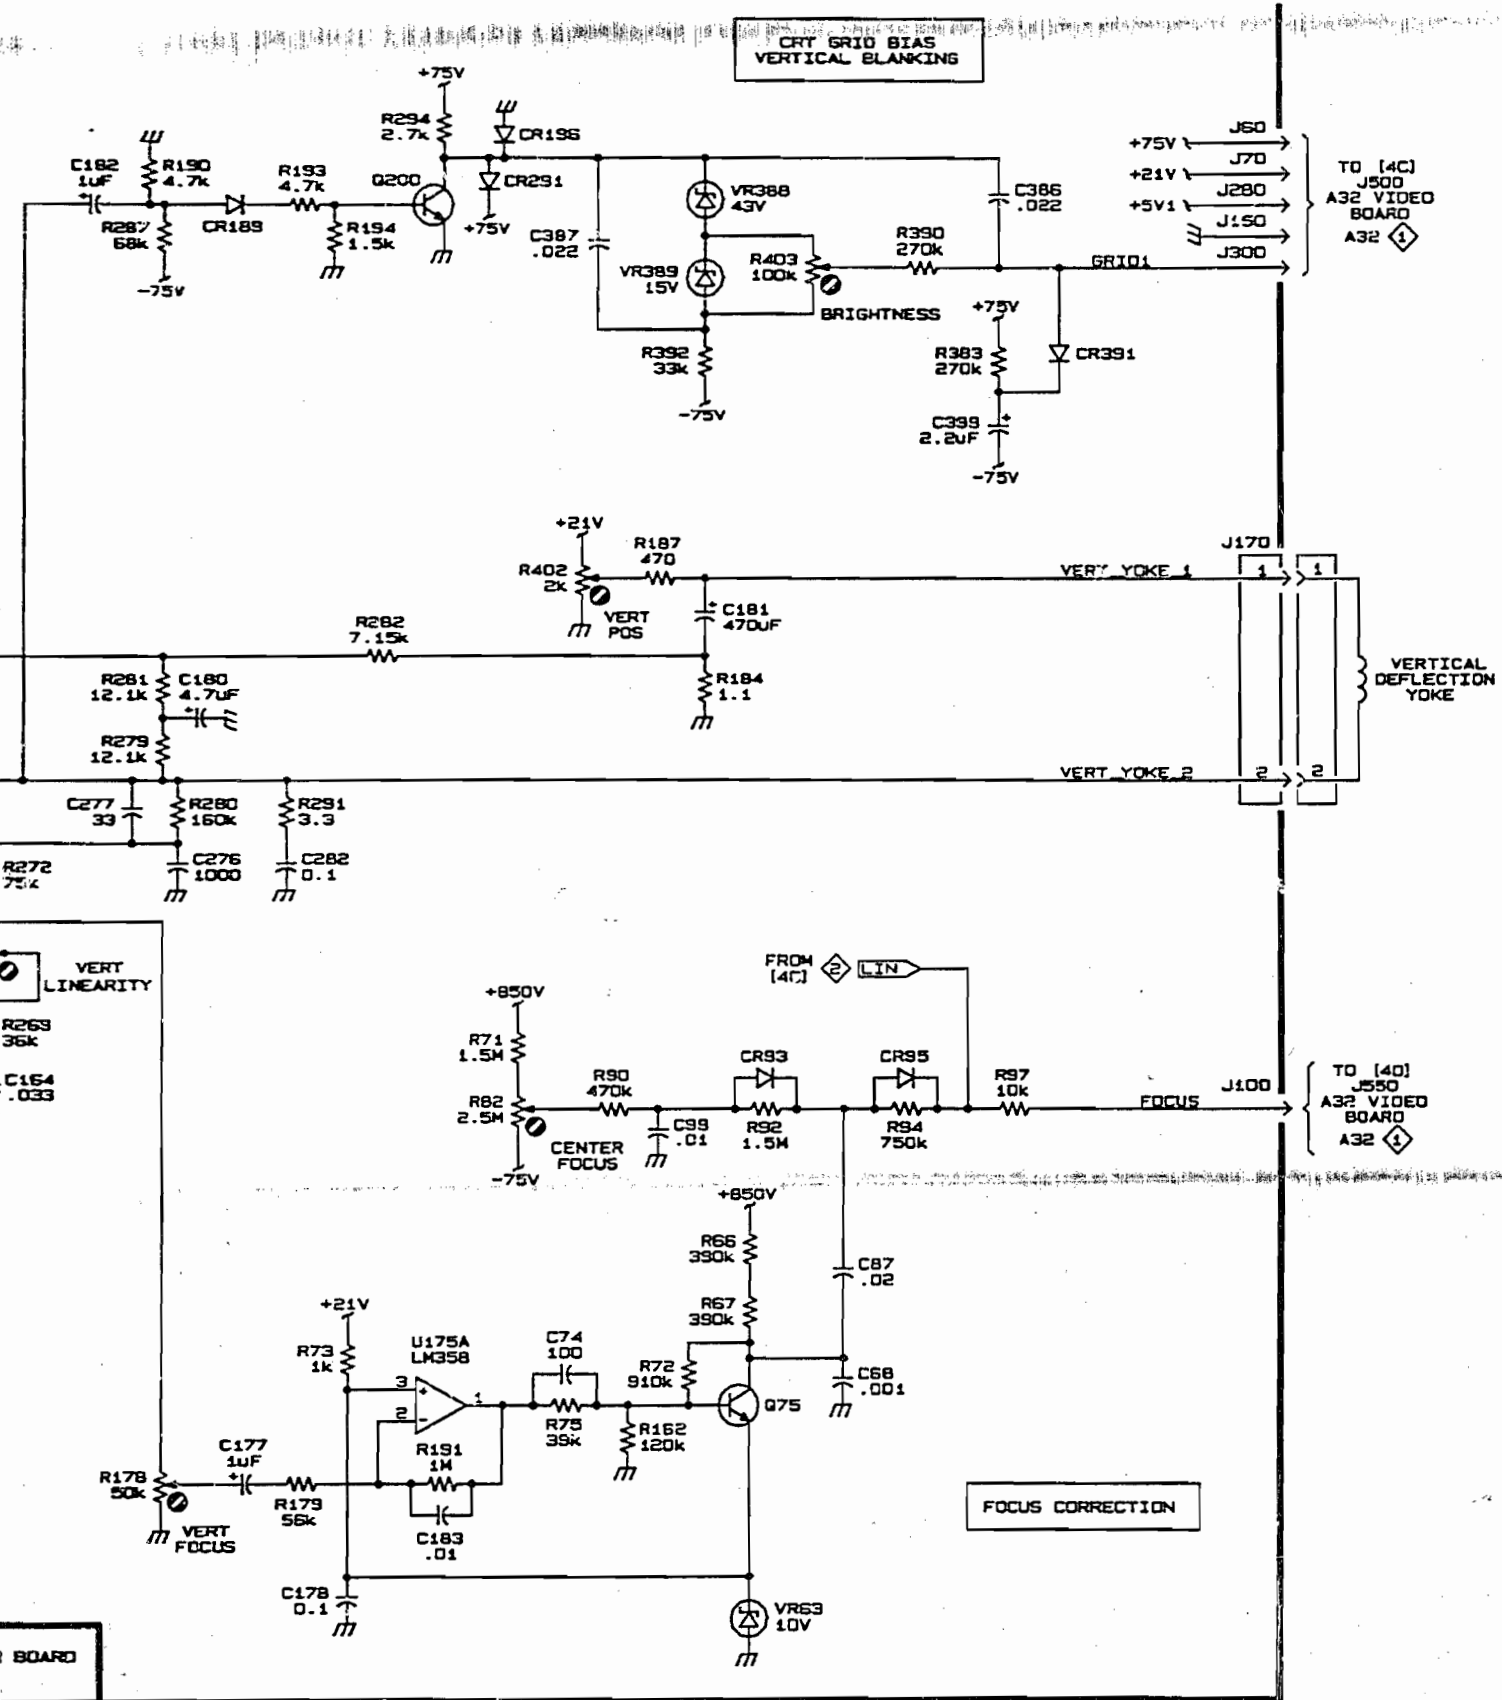 CRT GRID BIAS
VERTICAL BLANKING
+75V
R294
2.7k
CR196
C182
1uF
R190
4.7k
R193
4.7k
Q200
CR291
+75V
R287
68k
CR189
R194
1.5k
-75V
C387
.022
VR388
43V
VR389
15V
R403
100k
BRIGHTNESS
R390
270k
C386
.022
GRID1
R392
33k
-75V
+75V
R383
270k
CR391
C399
2.2uF
-75V
+75V
J60
+21V
J70
+5V1
J280
J150
J300
TO [4C]
J500
A32 VIDEO
BOARD
A32 1
+21V
R402
2k
VERT
POS
R187
470
C181
470uF
R184
1.1
R282
7.15k
VERT YOKE 1
J170
1
1
VERTICAL
DEFLECTION
YOKE
R281
12.1k
C180
4.7uF
R279
12.1k
VERT YOKE 2
2
2
C277
33
R280
160k
R291
3.3
C276
1000
C282
0.1
R272
75k
VERT
LINEARITY
R269
36k
C164
.033
FROM
[4C]
2
LIN
+850V
R71
1.5M
R82
2.5M
CENTER
FOCUS
-75V
R90
470k
C99
.01
CR93
R92
1.5M
CR95
R94
750k
R97
10k
FOCUS
J100
TO [4D]
J550
A32 VIDEO
BOARD
A32 1
+850V
R66
390k
R67
390k
C87
.02
+21V
R73
1k
U175A
LM358
3
+
2
-
1
C74
100
R75
39k
R162
120k
R72
910k
Q75
C68
.001
R178
50k
VERT
FOCUS
C177
1uF
R179
56k
R191
1M
C183
.01
C178
0.1
VR63
10V
FOCUS CORRECTION
BOARD